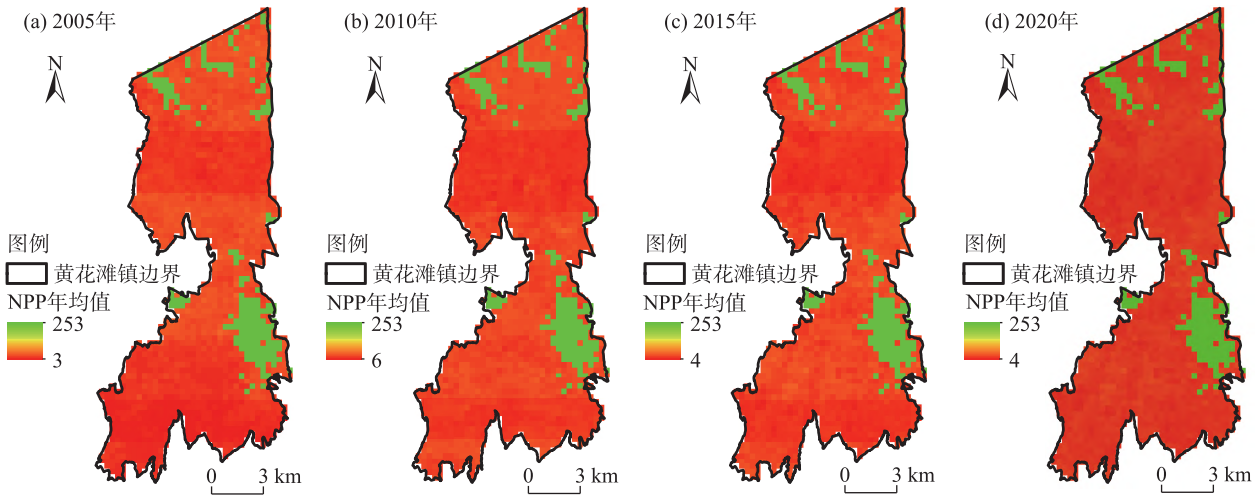 (a) 2005年
N
图例
黄花滩镇边界
NPP年均值
253
3
0 3 km
(b) 2010年
N
图例
黄花滩镇边界
NPP年均值
253
6
0 3 km
(c) 2015年
N
图例
黄花滩镇边界
NPP年均值
253
4
0 3 km
(d) 2020年
N
图例
黄花滩镇边界
NPP年均值
253
4
0 3 km